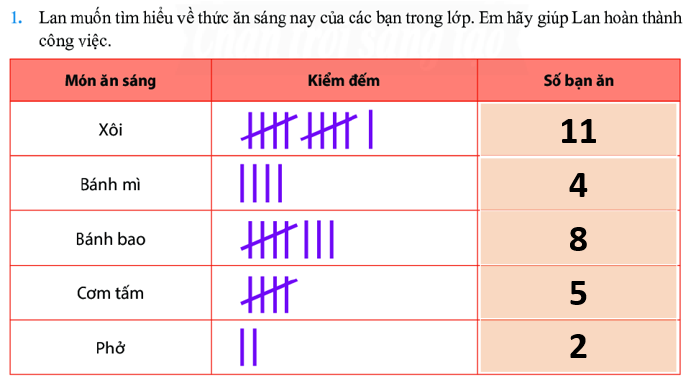 1. Lan muốn tìm hiểu về thức ăn sáng nay của các bạn trong lớp. Em hãy giúp Lan hoàn thành
công việc.
Món ăn sáng Kiểm đếm Số bạn ăn
Xôi 11
Bánh mì 4
Bánh bao 8
Cơm tấm 5
Phở 2